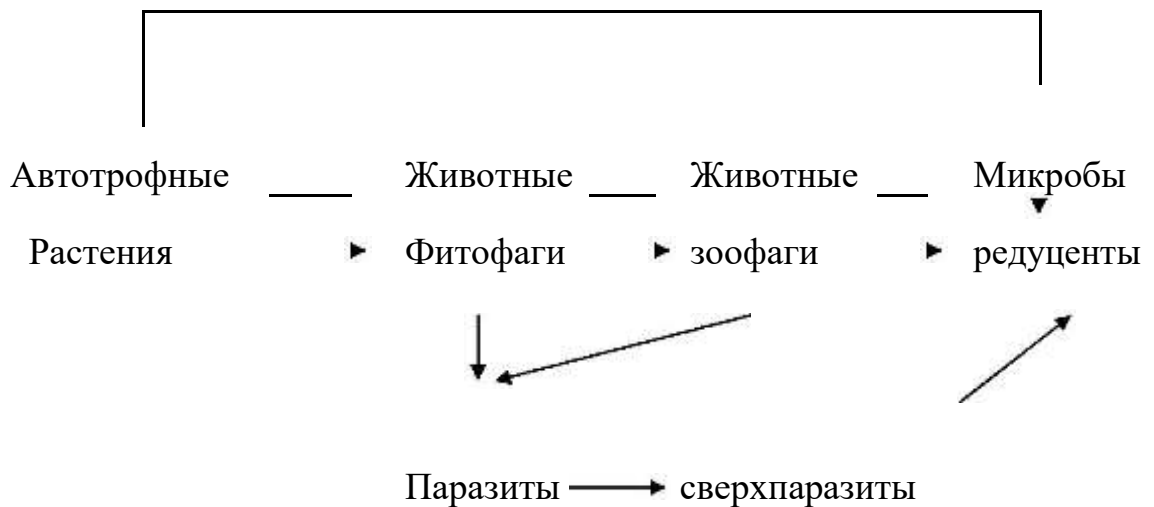 Автотрофные Животные Животные Микробы
Растения Фитофаги зоофаги редуценты
Паразиты сверхпаразиты